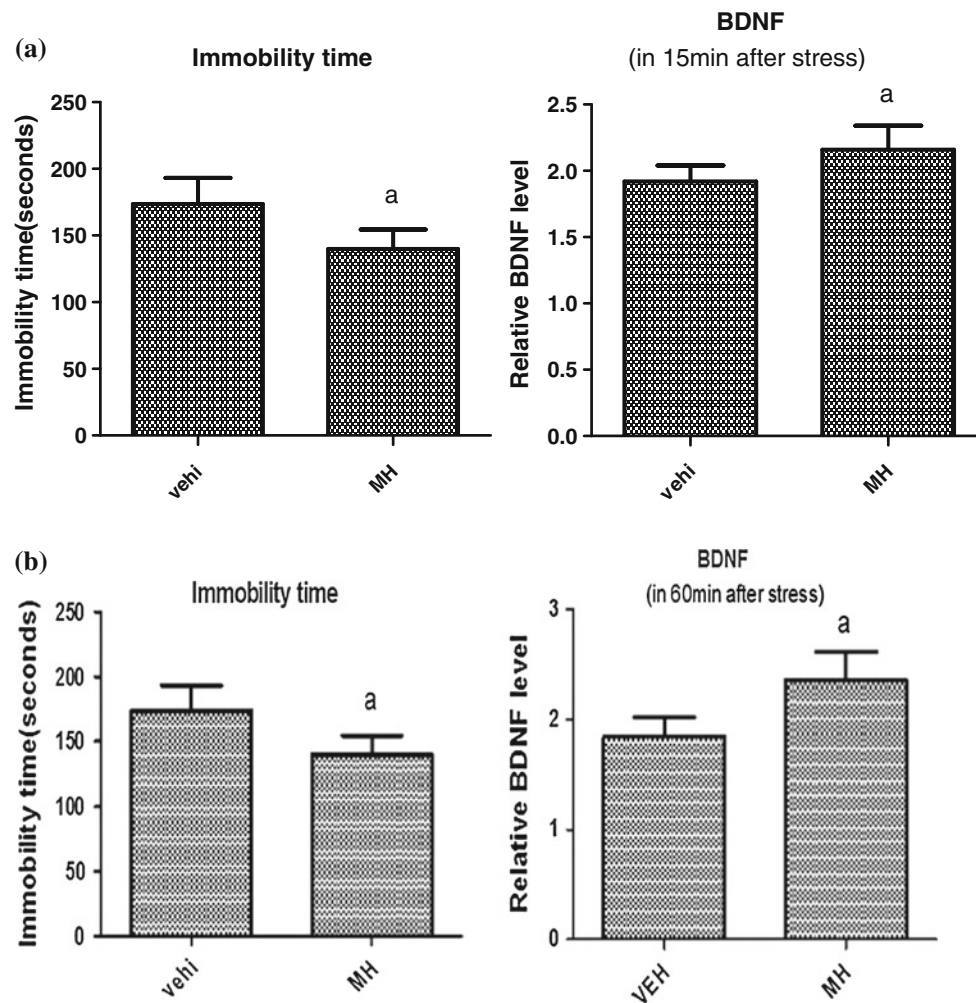 (a)
Immobility time
Immobility time(seconds)
250
200
150
100
50
0
a
vehi
MH
BDNF
(in 15min after stress)
Relative BDNF level
2.5
2.0
1.5
1.0
0.5
0.0
a
vehi
MH
(b)
Immobility time
Immobility time(seconds)
250
200
150
100
50
0
a
vehi
MH
BDNF
(in 60min after stress)
Relative BDNF level
3
2
1
0
a
VEH
MH